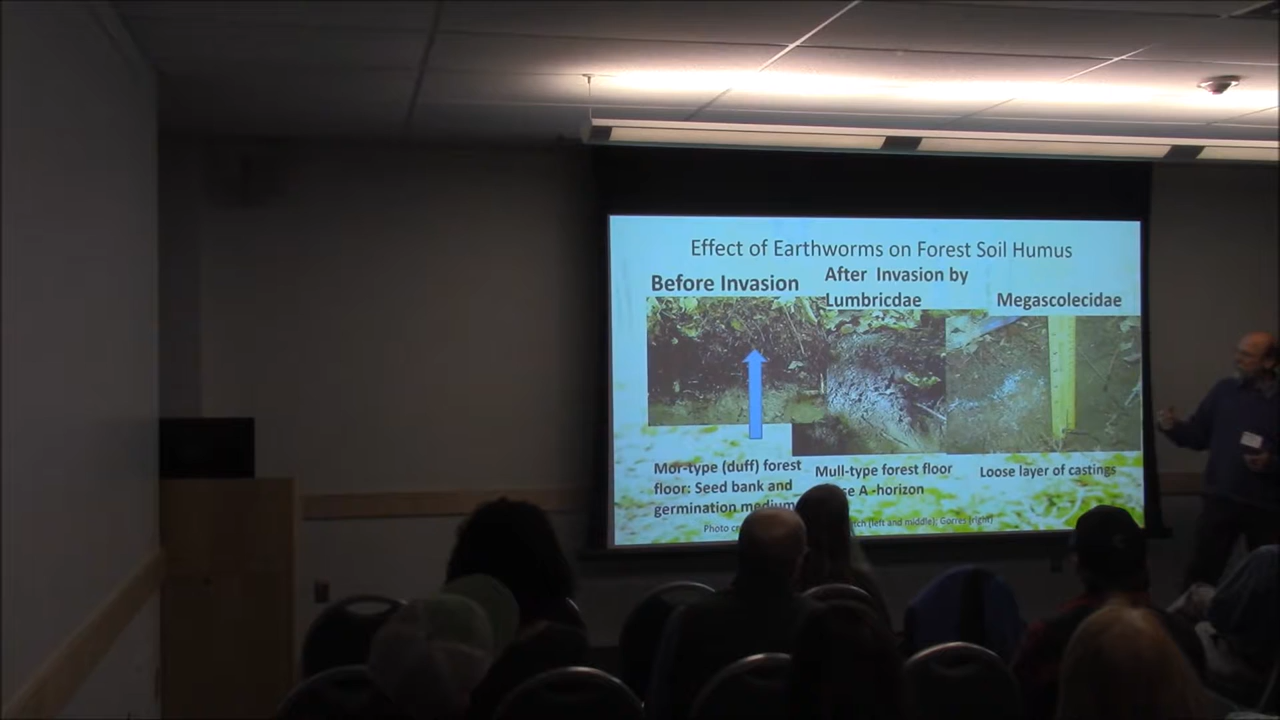 Effect of Earthworms on Forest Soil Humus
Before Invasion
After Invasion by
Lumbricdae
Megascolecidae
Mor-type (duff) forest
floor: Seed bank and
germination medium
Mull-type forest floor
A -horizon
Loose layer of castings
Photo
(left and middle); Gorres (right)